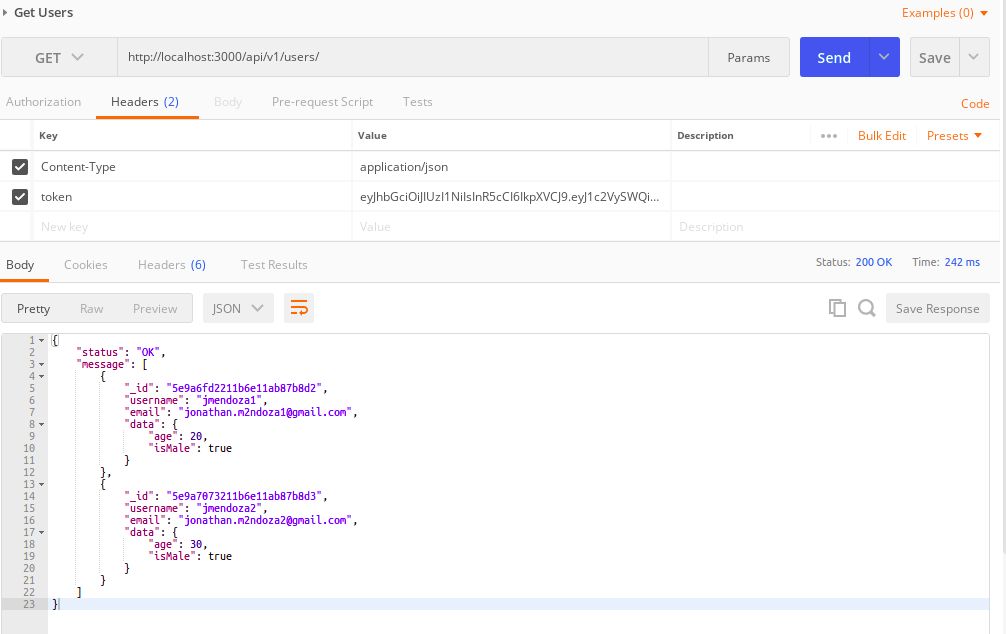 Get Users Examples (0)
GET http://localhost:3000/api/v1/users/ Params Send Save
Authorization Headers (2) Body Pre-request Script Tests Code
Key Value Description ••• Bulk Edit Presets
Content-Type application/json
token eyJhbGciOiJIUzI1NiIsInR5cCI6IkpXVCJ9.eyJ1c2VySWQi...
New key Value Description
Body Cookies Headers (6) Test Results Status: 200 OK Time: 242 ms
Pretty Raw Preview JSON Save Response
1 {
2 "status": "OK",
3 "message": [
4 {
5 "_id": "5e9a6fd2211b6e11ab87b8d2",
6 "username": "jmendoza1",
7 "email": "jonathan.m2ndoza1@gmail.com",
8 "data": {
9 "age": 20,
10 "isMale": true
11 }
12 },
13 {
14 "_id": "5e9a7073211b6e11ab87b8d3",
15 "username": "jmendoza2",
16 "email": "jonathan.m2ndoza2@gmail.com",
17 "data": {
18 "age": 30,
19 "isMale": true
20 }
21 }
22 ]
23 }